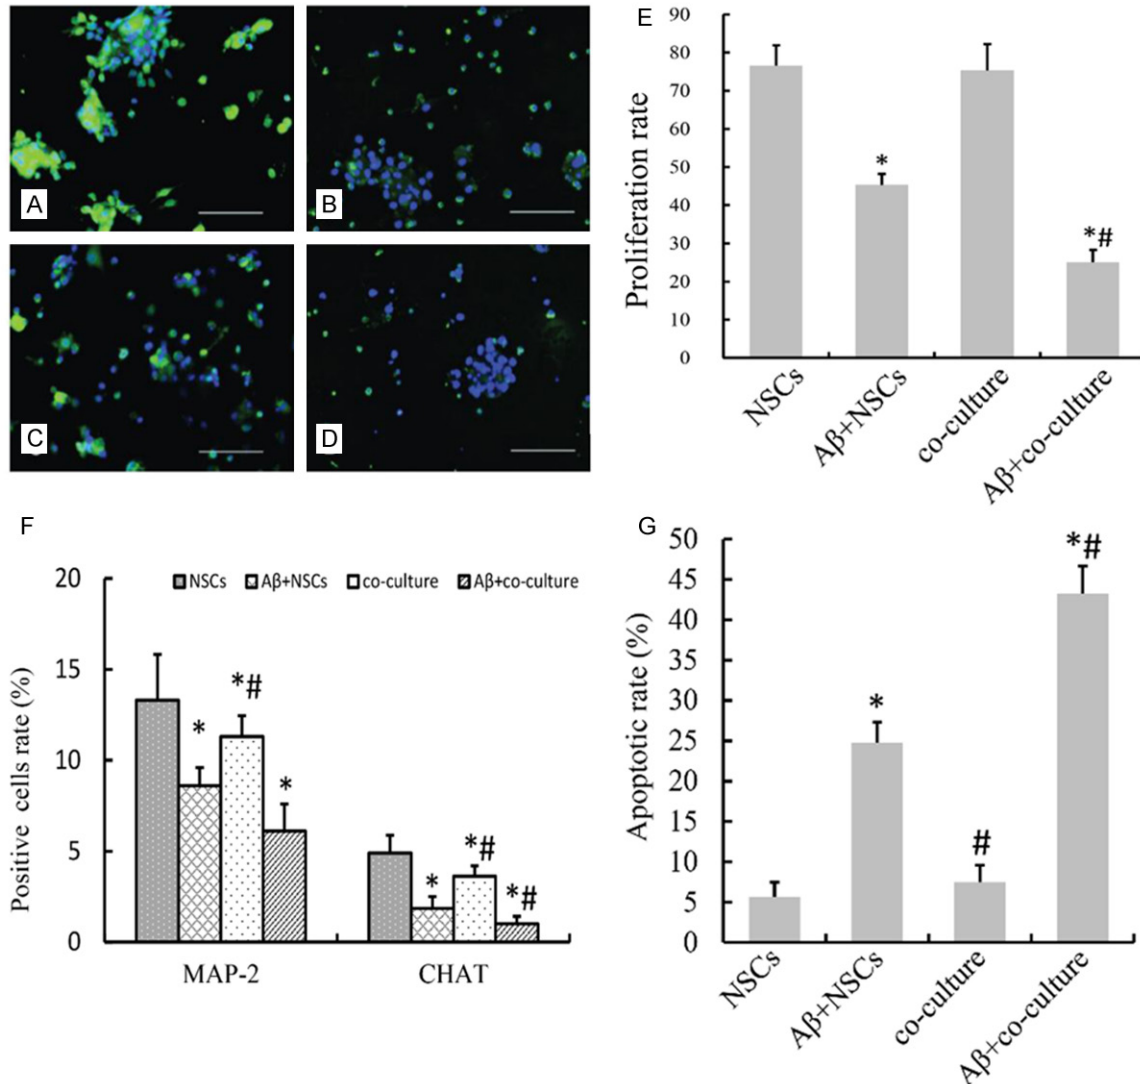 A
B
C
D
E
Proliferation rate
90
80
70
60
50
40
30
20
10
0
*
*#
NSCs
Aβ+NSCs
co-culture
Aβ+co-culture
F
Positive cells rate (%)
20
15
10
5
0
NSCs Aβ+NSCs co-culture Aβ+co-culture
*
*#
*
*
*#
*#
MAP-2 CHAT
G
Apoptotic rate (%)
50
45
40
35
30
25
20
15
10
5
0
*
#
*#
NSCs
Aβ+NSCs
co-culture
Aβ+co-culture